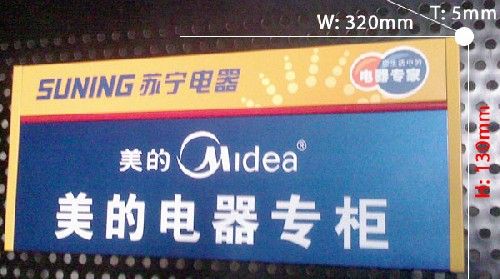 W: 320mm
T: 5mm
H: 130mm
SUNING 苏宁电器
电器专家
美的 Midea®
美的电器专柜